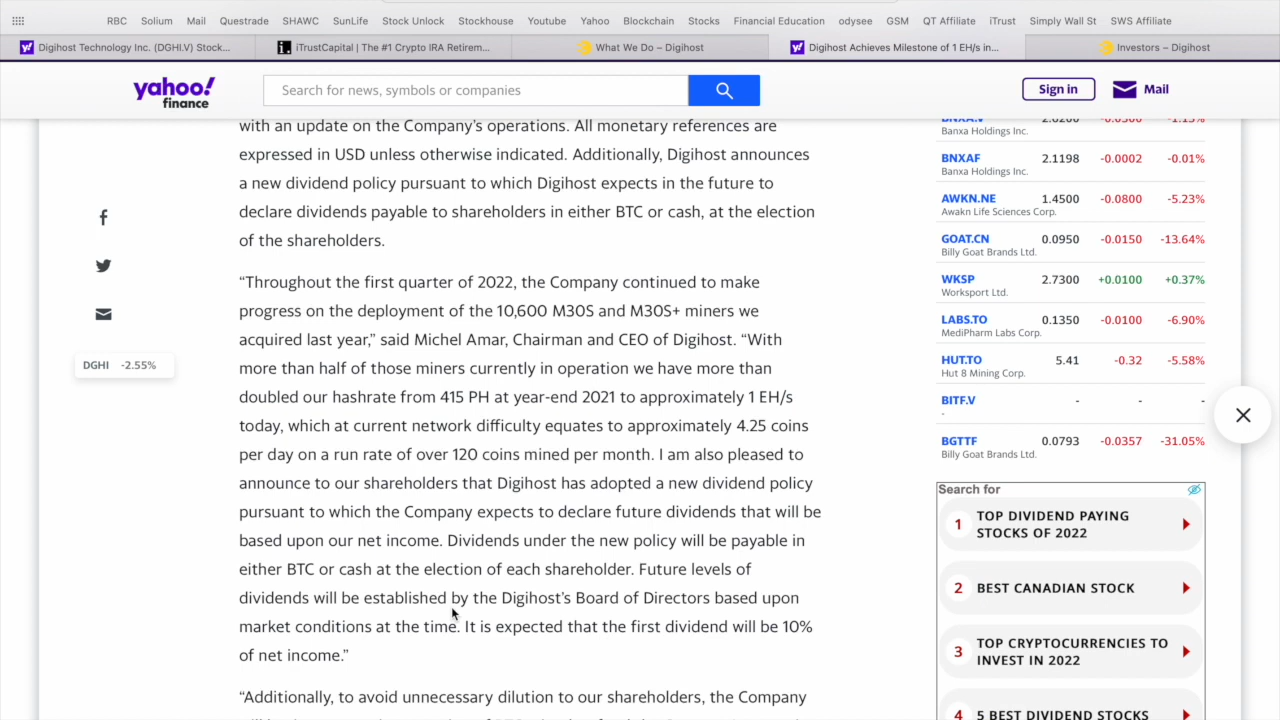 RBC Solium Mail Questrade SHAWC SunLife Stock Unlock Stockhouse Youtube Yahoo Blockchain Stocks Financial Education odysee GSM QT Affiliate iTrust Simply Wall St SWS Affiliate
Digihost Technology Inc. (DGHI.V) Stock...
iTrustCapital | The #1 Crypto IRA Retirem...
What We Do – Digihost
Digihost Achieves Milestone of 1 EH/s in...
Investors – Digihost
yahoo!
finance
Search for news, symbols or companies
Sign in
Mail
with an update on the Company's operations. All monetary references are
expressed in USD unless otherwise indicated. Additionally, Digihost announces
a new dividend policy pursuant to which Digihost expects in the future to
declare dividends payable to shareholders in either BTC or cash, at the election
of the shareholders.
“Throughout the first quarter of 2022, the Company continued to make
progress on the deployment of the 10,600 M30S and M30S+ miners we
acquired last year,” said Michel Amar, Chairman and CEO of Digihost. “With
more than half of those miners currently in operation we have more than
doubled our hashrate from 415 PH at year-end 2021 to approximately 1 EH/s
today, which at current network difficulty equates to approximately 4.25 coins
per day on a run rate of over 120 coins mined per month. I am also pleased to
announce to our shareholders that Digihost has adopted a new dividend policy
pursuant to which the Company expects to declare future dividends that will be
based upon our net income. Dividends under the new policy will be payable in
either BTC or cash at the election of each shareholder. Future levels of
dividends will be established by the Digihost's Board of Directors based upon
market conditions at the time. It is expected that the first dividend will be 10%
of net income.”
“Additionally, to avoid unnecessary dilution to our shareholders, the Company
DGHI -2.55%
Banxa Holdings Inc.
BNXAF 2.1198 -0.0002 -0.01%
Banxa Holdings Inc.
AWKN.NE 1.4500 -0.0800 -5.23%
Awakn Life Sciences Corp.
GOAT.CN 0.0950 -0.0150 -13.64%
Billy Goat Brands Ltd.
WKSP 2.7300 +0.0100 +0.37%
Worksport Ltd.
LABS.TO 0.1350 -0.0100 -6.90%
MediPharm Labs Corp.
HUT.TO 5.41 -0.32 -5.58%
Hut 8 Mining Corp.
BITF.V - - -
-
BGTTF 0.0793 -0.0357 -31.05%
Billy Goat Brands Ltd.
Search for
1 TOP DIVIDEND PAYING
STOCKS OF 2022
2 BEST CANADIAN STOCK
3 TOP CRYPTOCURRENCIES TO
INVEST IN 2022
4 5 BEST DIVIDEND STOCKS